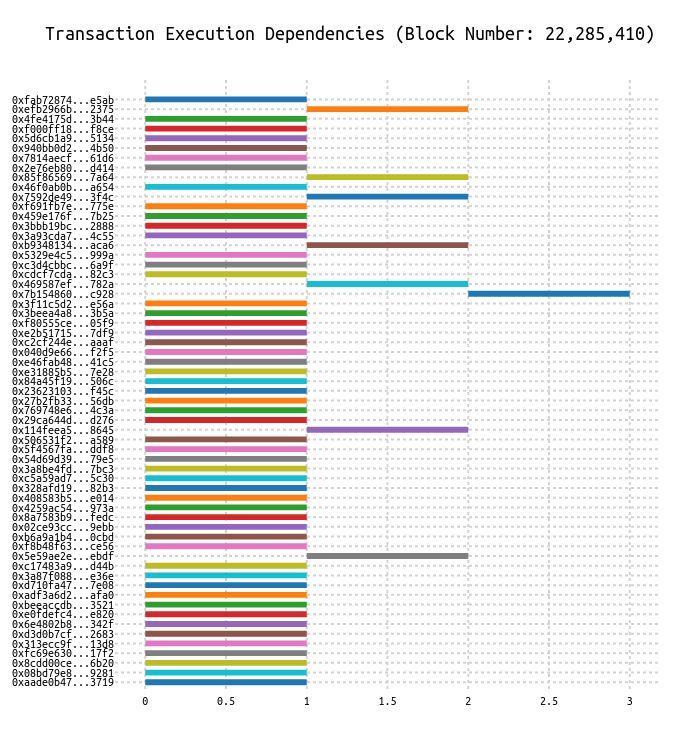 Transaction Execution Dependencies (Block Number: 22,285,410)
0xfab72874...e5ab
0xefb2966b...2375
0x4fe4175d...3b44
0xf000ff18...f8ce
0x5d6cb1a9...5134
0x940bb0d2...4b50
0x7814aecf...61d6
0x2e76eb80...d414
0x85f86569...7a64
0x46f0ab0b...a654
0x7592de49...3f4c
0xf691fb7e...775e
0x459e176f...7b25
0x3bbb19bc...2888
0x3a93cda7...4c55
0xb9348134...aca6
0x5329e4c5...999a
0xc3d4cbbc...6a9f
0xcdcf7cda...82c3
0x469587ef...782a
0x7b154860...c928
0x3f11c5d2...e56a
0x3beea4a8...3b5a
0xf80555ce...05f9
0xe2b51715...7df9
0xc2cf244e...aaaf
0x040d9e66...f2f5
0xe46fab48...41c5
0xe31885b5...7e28
0x84a45f19...506c
0x23623103...f45c
0x27b2fb33...56db
0x769748e6...4c3a
0x29ca644d...d276
0x114feea5...8645
0x506531f2...a589
0x5f4567fa...ddf8
0x54d69d39...79e5
0x3a8be4fd...7bc3
0xc5a59ad7...5c30
0x328afd19...82b3
0x408583b5...e014
0x4259ac54...973a
0x8a7583b9...fedc
0x02ce93cc...9ebb
0xb6a9a1b4...0cbd
0xf8b48f63...ce56
0x5e59ae2e...ebdf
0xc17483a9...d44b
0x3a87f088...e36e
0xd710fa47...7e08
0xadf3a6d2...afa0
0xbeeaccdb...3521
0xe0fdefc4...e820
0x6e4802b8...342f
0xd3d0b7cf...2683
0x313ecc9f...13d8
0xfc69e630...17f2
0x8cdd00ce...6b20
0x08bd79e8...9281
0xaade0b47...3719
0 0.5 1 1.5 2 2.5 3